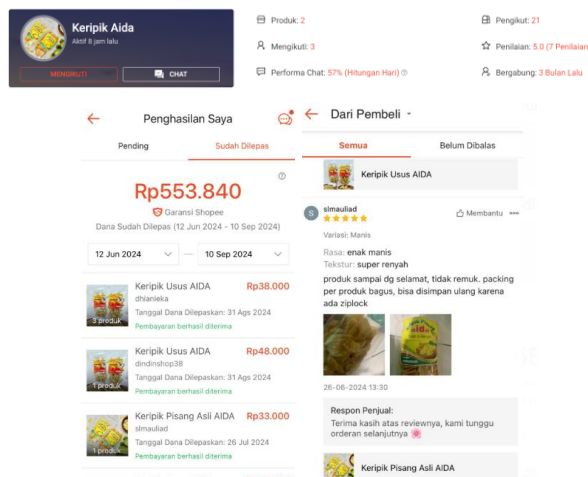 Keripik Aida
Aktif 8 jam lalu
MENGIKUTI
CHAT
Produk: 2
Mengikuti: 3
Performa Chat: 57% (Hitungan Hari)
Pengikut: 21
Penilaian: 5.0 (7 Penilaian
Bergabung: 3 Bulan Lalu
Penghasilan Saya
Pending
Sudah Dilepas
Rp553.840
Garansi Shopee
Dana Sudah Dilepas (12 Jun 2024 - 10 Sep 2024)
12 Jun 2024 — 10 Sep 2024
Keripik Usus AIDA Rp38.000
dhianieka
Tanggal Dana Dilepaskan: 31 Ags 2024
3 produk
Pembayaran berhasil diterima
Keripik Usus AIDA Rp48.000
dindinshop38
Tanggal Dana Dilepaskan: 31 Ags 2024
1 produk
Pembayaran berhasil diterima
Keripik Pisang Asli AIDA Rp33.000
slmauliad
Tanggal Dana Dilepaskan: 26 Jul 2024
1 produk
Pembayaran berhasil diterima
Dari Pembeli
Semua
Belum Dibalas
Keripik Usus AIDA
S
slmauliad
Membantu
Variasi: Manis
Rasa: enak manis
Tekstur: super renyah
produk sampai dg selamat, tidak remuk. packing
per produk bagus, bisa disimpan ulang karena
ada ziplock
26-06-2024 13:30
Respon Penjual:
Terima kasih atas reviewnya, kami tunggu
orderan selanjutnya 🌸
Keripik Pisang Asli AIDA